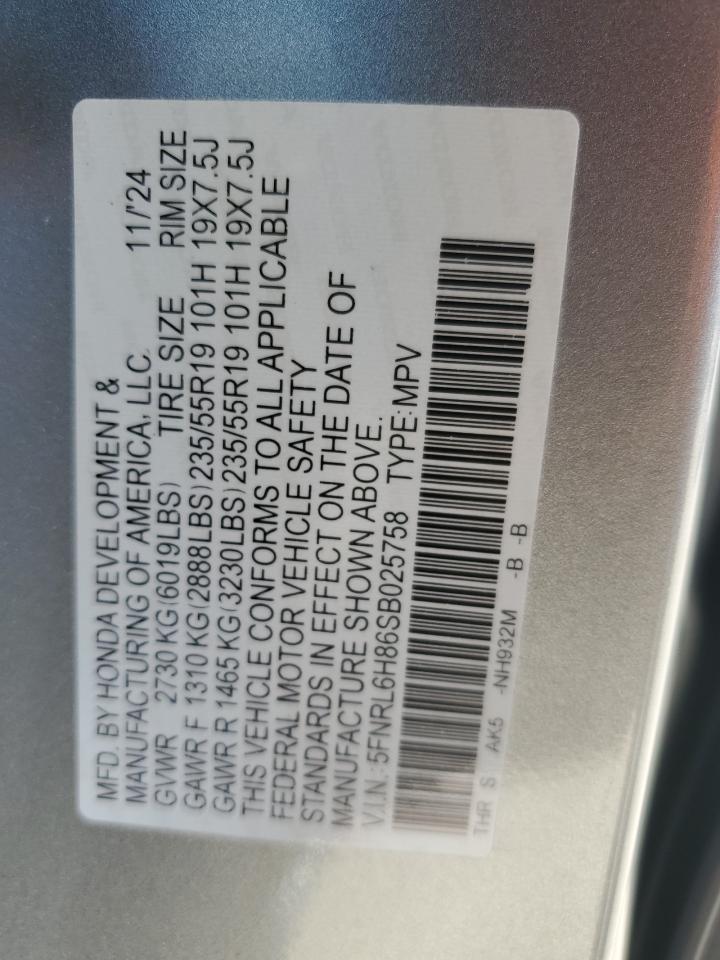 MFD. BY HONDA DEVELOPMENT &
MANUFACTURING OF AMERICA, LLC. 11/'24
GVWR 2730 KG(6019LBS) TIRE SIZE RIM SIZE
GAWR F 1310 KG(2888LBS)235/55R19 101H 19X7.5J
GAWR R 1465 KG(3230LBS)235/55R19 101H 19X7.5J
THIS VEHICLE CONFORMS TO ALL APPLICABLE
FEDERAL MOTOR VEHICLE SAFETY
STANDARDS IN EFFECT ON THE DATE OF
MANUFACTURE SHOWN ABOVE.
V.I.N.:5FNRL6H86SB025758 TYPE:MPV
THR S AK5 -NH932M -B -B